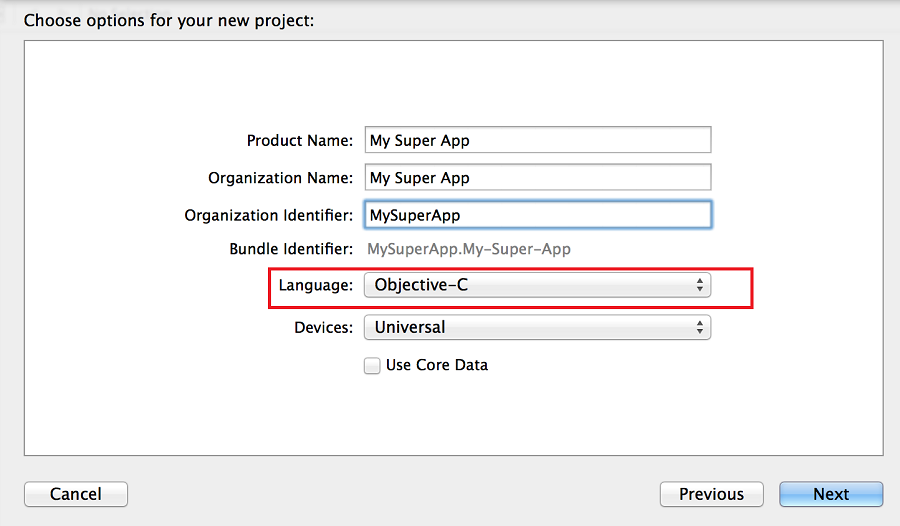 Choose options for your new project:
Product Name: My Super App
Organization Name: My Super App
Organization Identifier: MySuperApp
Bundle Identifier: MySuperApp.My-Super-App
Language: Objective-C
Devices: Universal
Use Core Data
Cancel Previous Next